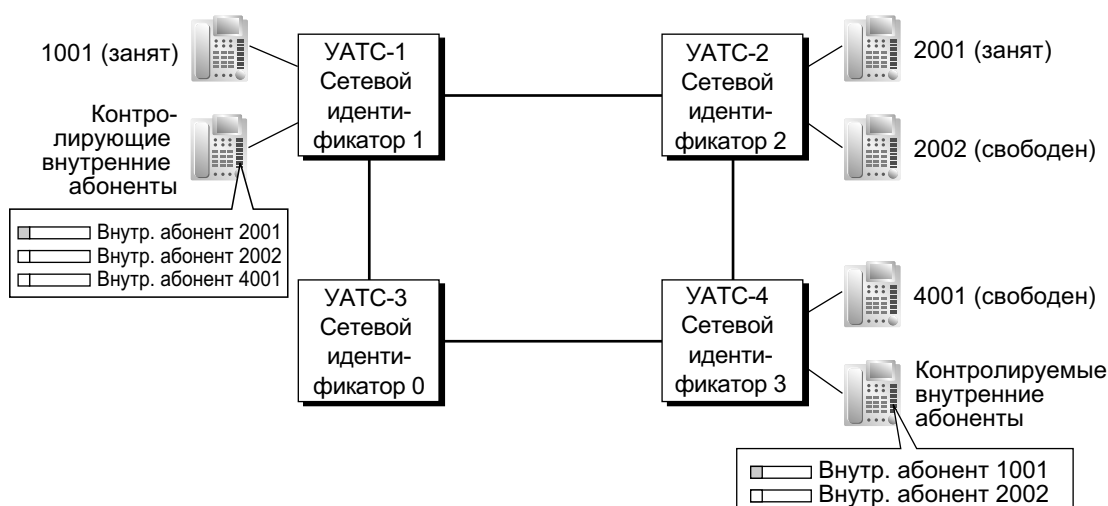 1001 (занят)
УАТС-1
Сетевой
иденти-
фикатор 1
УАТС-2
Сетевой
иденти-
фикатор 2
2001 (занят)
Контро-
лирующие
внутренние
абоненты
2002 (свободен)
Внутр. абонент 2001
Внутр. абонент 2002
Внутр. абонент 4001
УАТС-3
Сетевой
иденти-
фикатор 0
УАТС-4
Сетевой
иденти-
фикатор 3
4001 (свободен)
Контролируемые
внутренние
абоненты
Внутр. абонент 1001
Внутр. абонент 2002